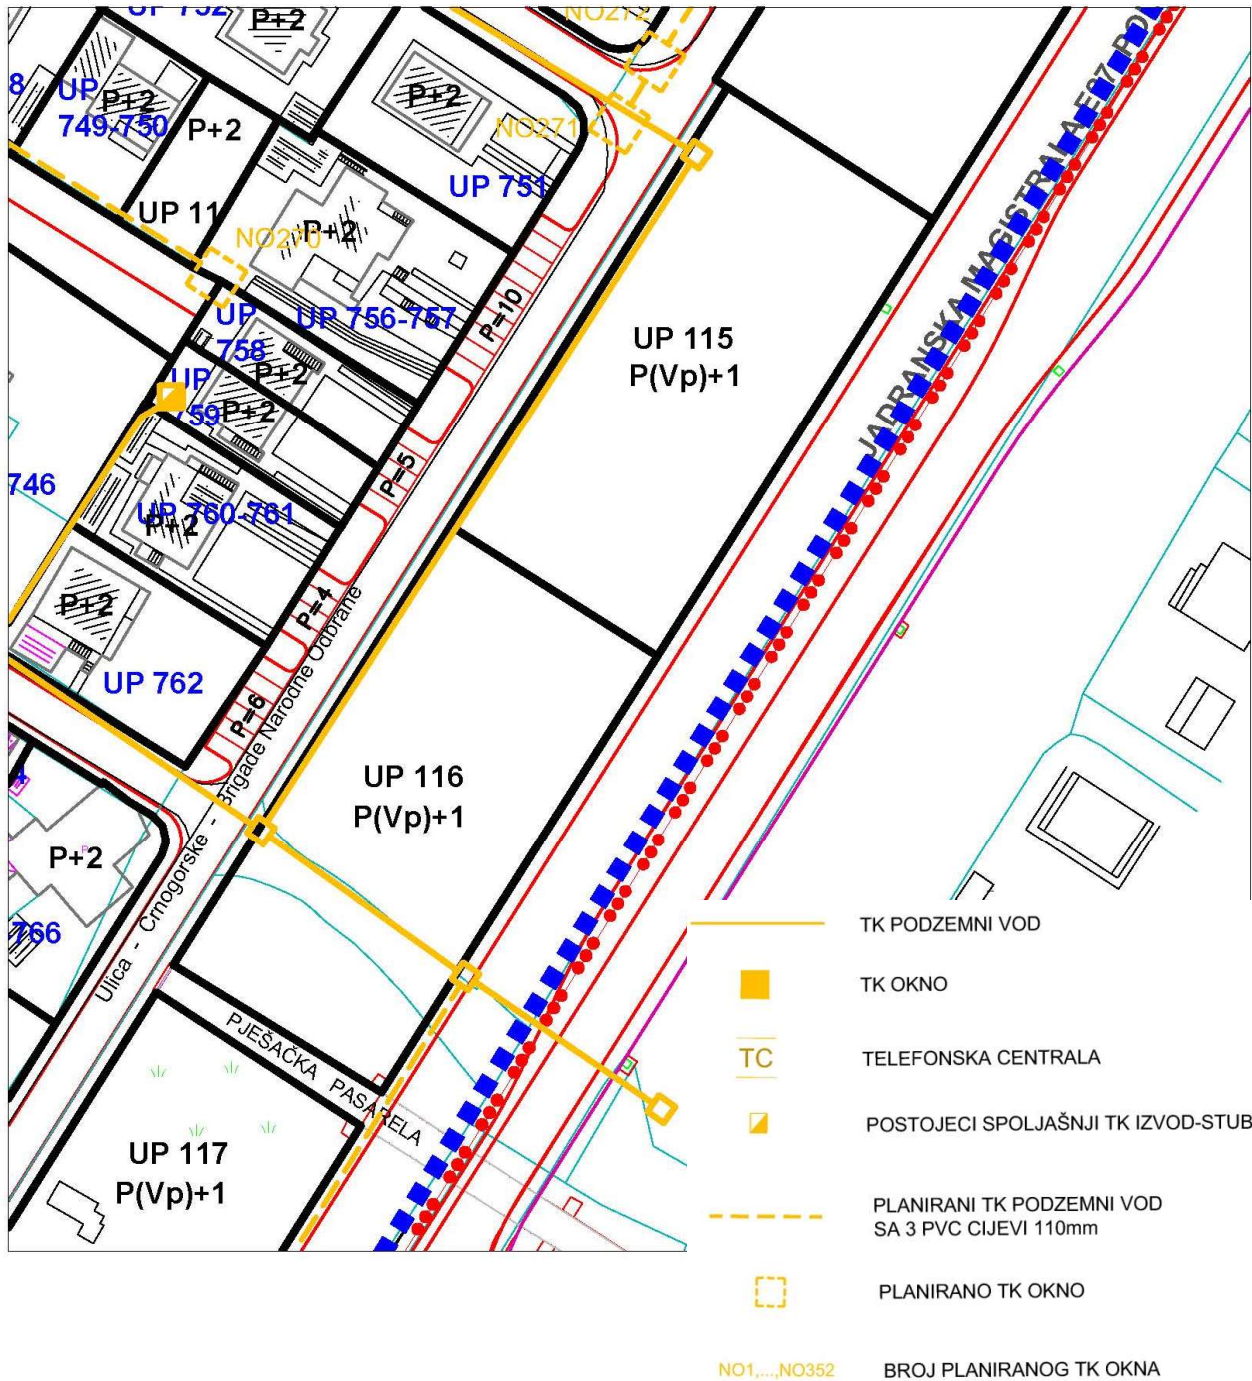 UP 752
P+2
NO272
UP
749-750
P+2
P+2
P+2
NO271
UP 751
UP 11
NO270
P+2
UP 756-757
P=10
UP 115
P(Vp)+1
JADRANSKA MAGISTRALA
UP
758
P+2
UP
759
P+2
P=5
746
UP 760-761
P+2
P+2
P=4
UP 762
P=6
Ulica - Crnogorske - Brigade Narodne Odbrane
UP 116
P(Vp)+1
P+2
766
PJEŠAČKA PASARELA
UP 117
P(Vp)+1
TK PODZEMNI VOD
TK OKNO
TC TELEFONSKA CENTRALA
POSTOJECI SPOLJAŠNJI TK IZVOD-STUB
PLANIRANI TK PODZEMNI VOD
SA 3 PVC CIJEVI 110mm
PLANIRANO TK OKNO
NO1,...,NO352 BROJ PLANIRANOG TK OKNA